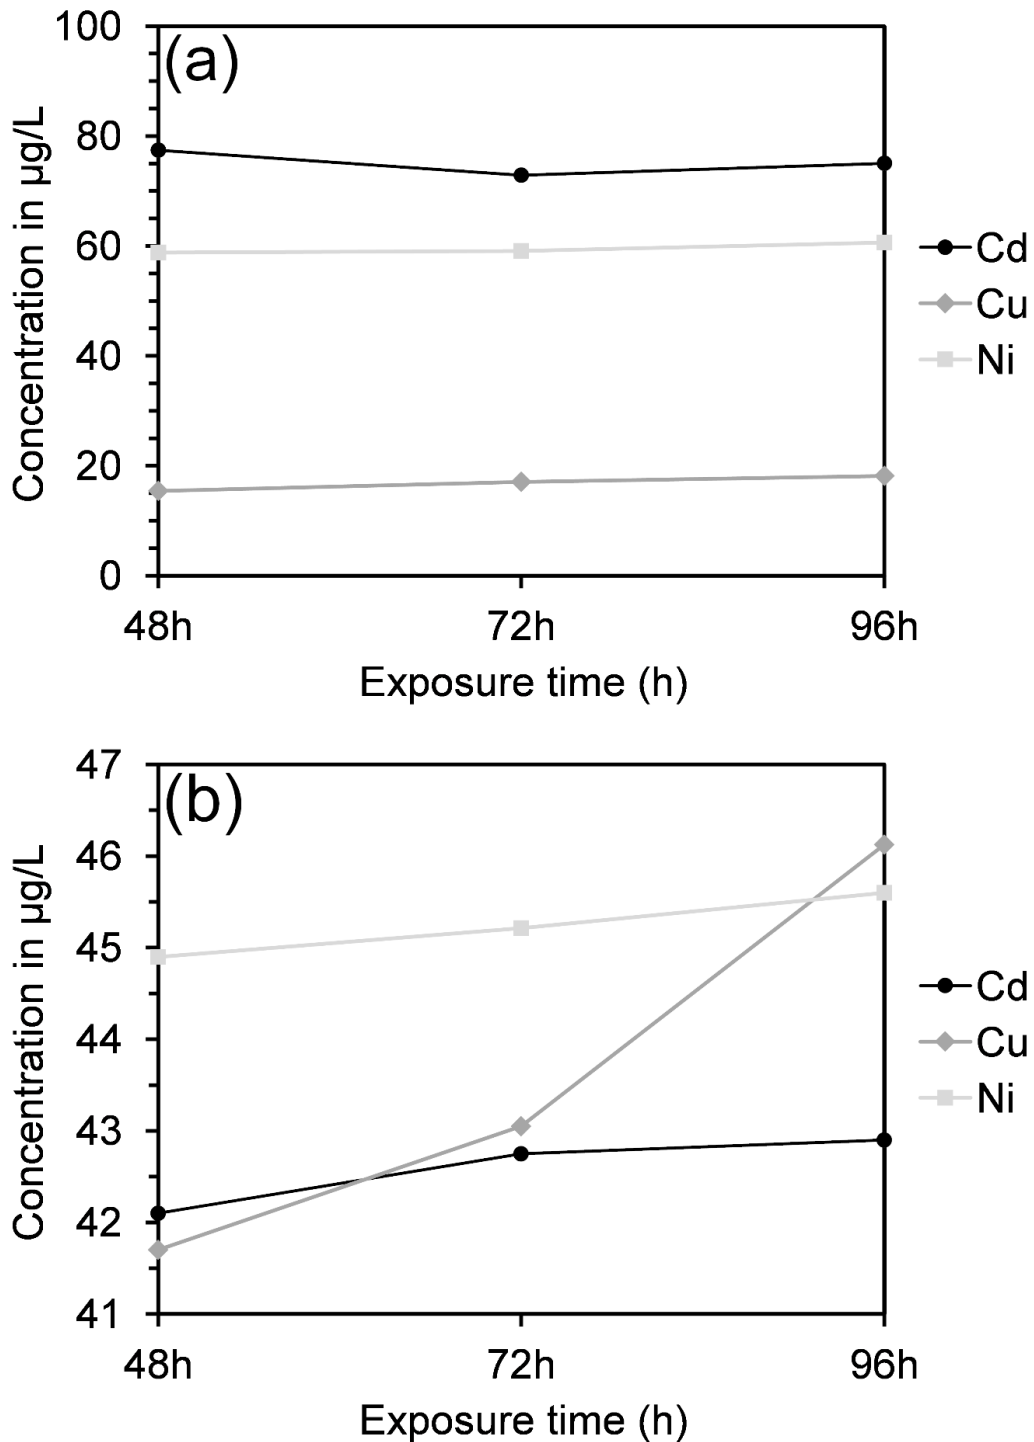 (a)
Concentration in µg/L
100
80
60
40
20
0
48h 72h 96h
Exposure time (h)
Cd
Cu
Ni
(b)
Concentration in µg/L
47
46
45
44
43
42
41
48h 72h 96h
Exposure time (h)
Cd
Cu
Ni